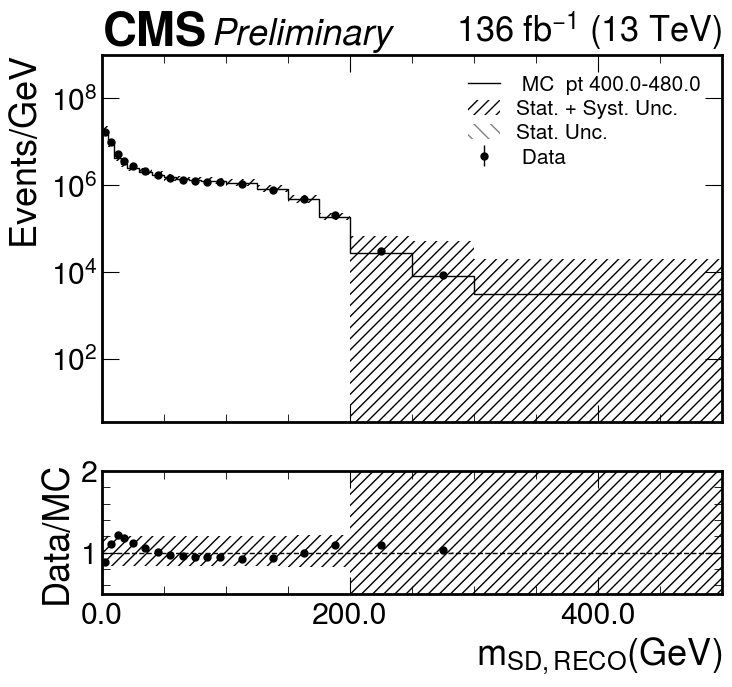 CMS Preliminary 136 fb⁻¹ (13 TeV)
Events/GeV
10⁸
10⁶
10⁴
10²
MC pt 400.0-480.0
Stat. + Syst. Unc.
Stat. Unc.
Data
Data/MC
2
1
0.0 200.0 400.0
m_SD, RECO(GeV)